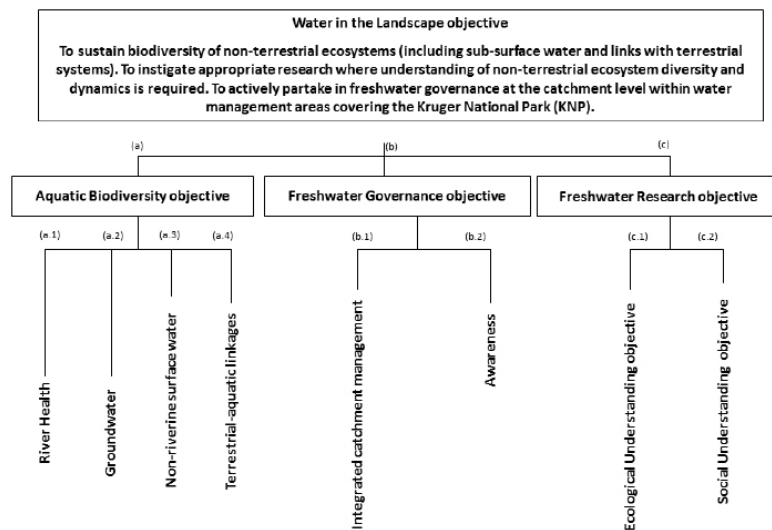 Water in the Landscape objective
To sustain biodiversity of non-terrestrial ecosystems (including sub-surface water and links with terrestrial
systems). To instigate appropriate research where understanding of non-terrestrial ecosystem diversity and
dynamics is required. To actively partake in freshwater governance at the catchment level within water
management areas covering the Kruger National Park (KNP).
(a)
(b)
(c)
Aquatic Biodiversity objective
Freshwater Governance objective
Freshwater Research objective
(a.1)
(a.2)
(a.3)
(a.4)
(b.1)
(b.2)
(c.1)
(c.2)
River Health
Groundwater
Non-riverine surface water
Terrestrial-aquatic linkages
Integrated catchment management
Awareness
Ecological Understanding objective
Social Understanding objective